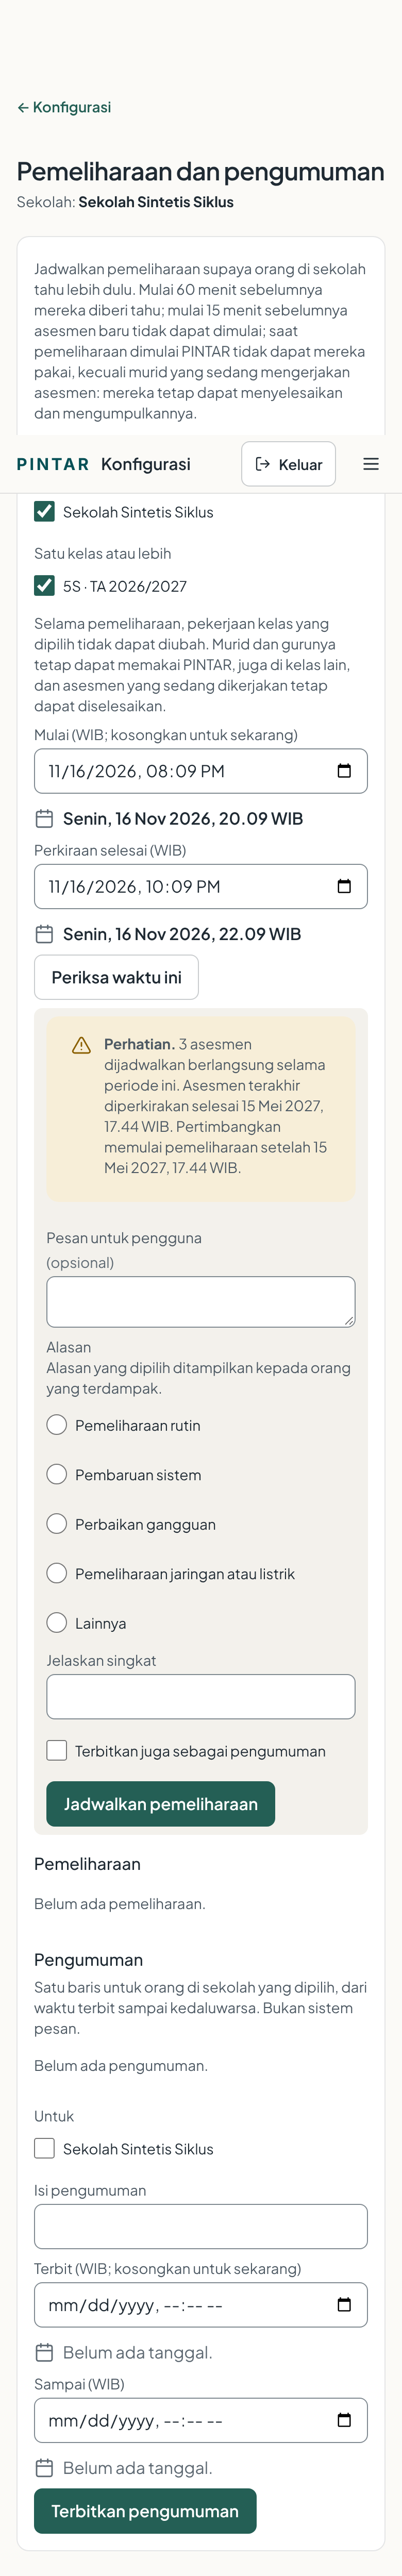 ← Konfigurasi
Pemeliharaan dan pengumuman
Sekolah: Sekolah Sintetis Siklus
Jadwalkan pemeliharaan supaya orang di sekolah
tahu lebih dulu. Mulai 60 menit sebelumnya
mereka diberi tahu; mulai 15 menit sebelumnya
asesmen baru tidak dapat dimulai; saat
pemeliharaan dimulai PINTAR tidak dapat mereka
pakai, kecuali murid yang sedang mengerjakan
asesmen: mereka tetap dapat menyelesaikan
dan mengumpulkannya.
PINTAR Konfigurasi Keluar
Sekolah Sintetis Siklus
Satu kelas atau lebih
5S · TA 2026/2027
Selama pemeliharaan, pekerjaan kelas yang
dipilih tidak dapat diubah. Murid dan gurunya
tetap dapat memakai PINTAR, juga di kelas lain,
dan asesmen yang sedang dikerjakan tetap
dapat diselesaikan.
Mulai (WIB; kosongkan untuk sekarang)
11/16/2026, 08:09 PM
Senin, 16 Nov 2026, 20.09 WIB
Perkiraan selesai (WIB)
11/16/2026, 10:09 PM
Senin, 16 Nov 2026, 22.09 WIB
Periksa waktu ini
Perhatian. 3 asesmen
dijadwalkan berlangsung selama
periode ini. Asesmen terakhir
diperkirakan selesai 15 Mei 2027,
17.44 WIB. Pertimbangkan
memulai pemeliharaan setelah 15
Mei 2027, 17.44 WIB.
Pesan untuk pengguna
(opsional)
Alasan
Alasan yang dipilih ditampilkan kepada orang
yang terdampak.
Pemeliharaan rutin
Pembaruan sistem
Perbaikan gangguan
Pemeliharaan jaringan atau listrik
Lainnya
Jelaskan singkat
Terbitkan juga sebagai pengumuman
Jadwalkan pemeliharaan
Pemeliharaan
Belum ada pemeliharaan.
Pengumuman
Satu baris untuk orang di sekolah yang dipilih, dari
waktu terbit sampai kedaluwarsa. Bukan sistem
pesan.
Belum ada pengumuman.
Untuk
Sekolah Sintetis Siklus
Isi pengumuman
Terbit (WIB; kosongkan untuk sekarang)
mm/dd/yyyy, --:-- --
Belum ada tanggal.
Sampai (WIB)
mm/dd/yyyy, --:-- --
Belum ada tanggal.
Terbitkan pengumuman